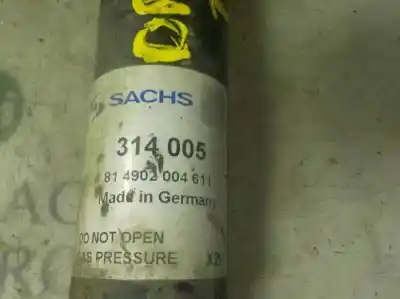 SACHS
314 005
81 4902 004 611
Made in Germany
DO NOT OPEN
GAS PRESSURE